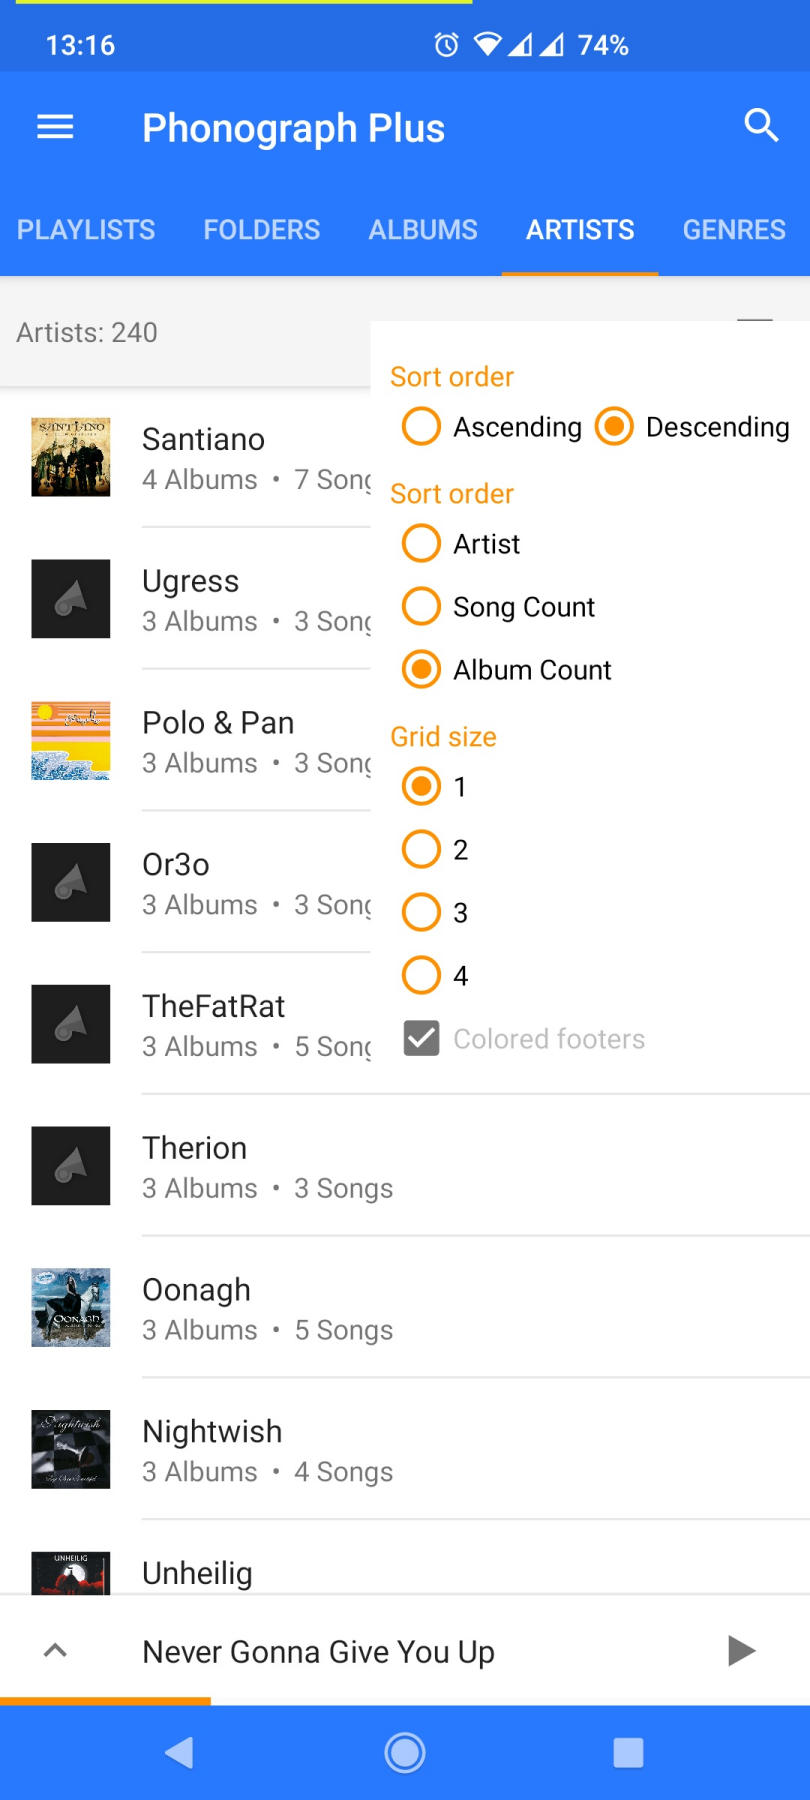 13:16 74%
Phonograph Plus
PLAYLISTS FOLDERS ALBUMS ARTISTS GENRES
Artists: 240
Sort order
Ascending Descending
Sort order
Artist
Song Count
Album Count
Grid size
1
2
3
4
Colored footers
SANTIANO
Santiano
4 Albums • 7 Song
Ugress
3 Albums • 3 Song
Polo & Pan
3 Albums • 3 Song
Or3o
3 Albums • 3 Song
TheFatRat
3 Albums • 5 Song
Therion
3 Albums • 3 Songs
OONAGH
Oonagh
3 Albums • 5 Songs
Nightwish
Nightwish
3 Albums • 4 Songs
UNHEILIG
Unheilig
Never Gonna Give You Up